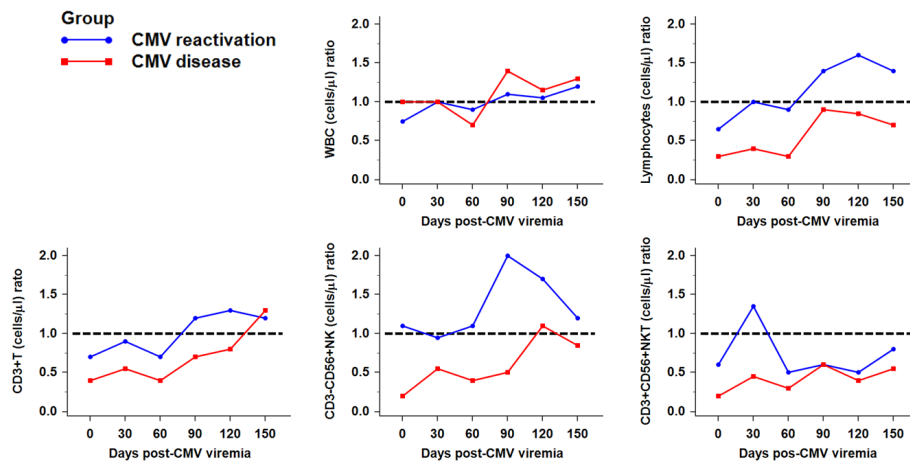 Group
CMV reactivation
CMV disease
WBC (cells/µl) ratio
2.0
1.5
1.0
0.5
0.0
0 30 60 90 120 150
Days post-CMV viremia
Lymphocytes (cells/µl) ratio
2.0
1.5
1.0
0.5
0.0
0 30 60 90 120 150
Days post-CMV viremia
CD3+T (cells/µl) rato
2.0
1.5
1.0
0.5
0.0
0 30 60 90 120 150
Days post-CMV viremia
CD3-CD56+NK (cells/µl) ratio
2.0
1.5
1.0
0.5
0.0
0 30 60 90 120 150
Days post-CMV viremia
CD3+CD56+NKT (cells/µl) ratio
2.0
1.5
1.0
0.5
0.0
0 30 60 90 120 150
Days post-CMV viremia